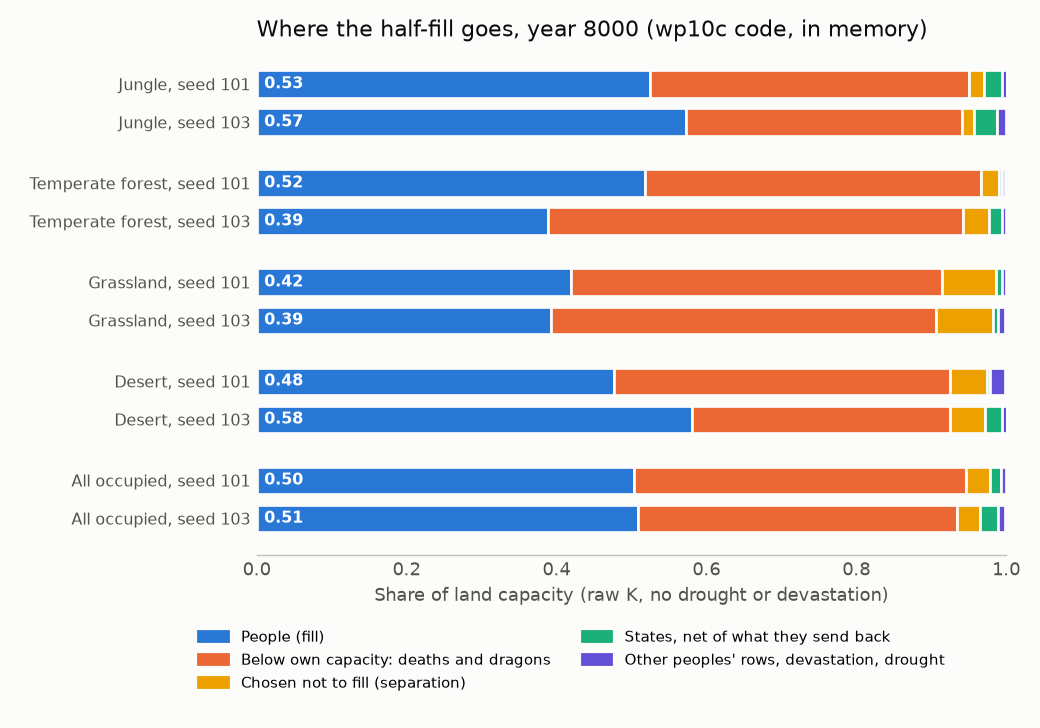 Where the half-fill goes, year 8000 (wp10c code, in memory)
Jungle, seed 101
0.53
Jungle, seed 103
0.57
Temperate forest, seed 101
0.52
Temperate forest, seed 103
0.39
Grassland, seed 101
0.42
Grassland, seed 103
0.39
Desert, seed 101
0.48
Desert, seed 103
0.58
All occupied, seed 101
0.50
All occupied, seed 103
0.51
0.0 0.2 0.4 0.6 0.8 1.0
Share of land capacity (raw K, no drought or devastation)
People (fill)
Below own capacity: deaths and dragons
Chosen not to fill (separation)
States, net of what they send back
Other peoples' rows, devastation, drought